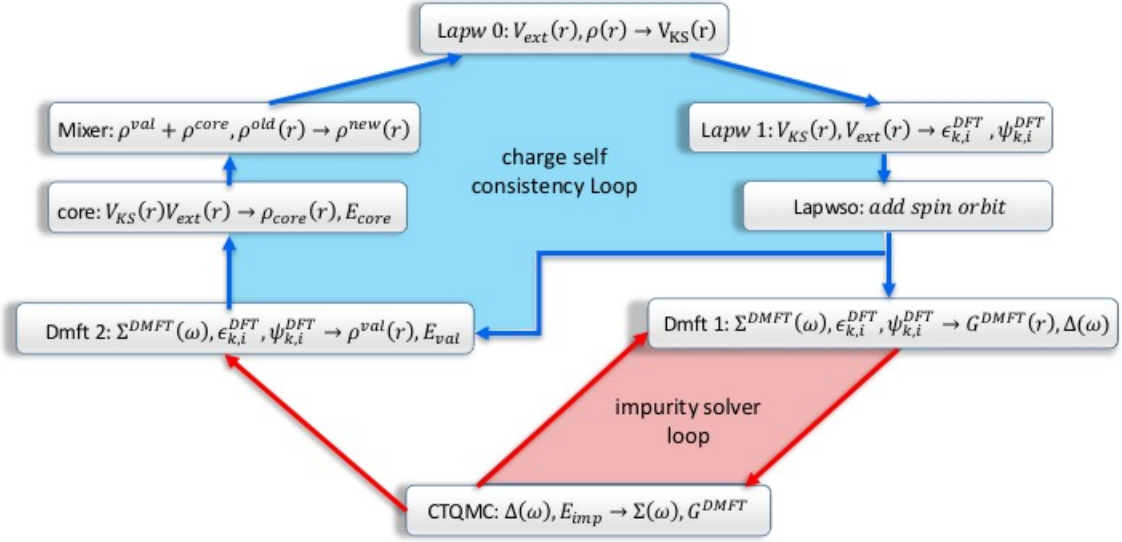 Lapw 0: V_ext(r), ρ(r) → V_KS(r)
Mixer: ρ^val + ρ^core, ρ^old(r) → ρ^new(r)
Lapw 1: V_KS(r), V_ext(r) → ϵ_k,i^DFT , ψ_k,i^DFT
charge self
consistency Loop
core: V_KS(r)V_ext(r) → ρ_core(r), E_core
Lapwso: add spin orbit
Dmft 2: Σ^DMFT(ω), ϵ_k,i^DFT, ψ_k,i^DFT → ρ^val(r), E_val
Dmft 1: Σ^DMFT(ω), ϵ_k,i^DFT, ψ_k,i^DFT → G^DMFT(r), Δ(ω)
impurity solver
loop
CTQMC: Δ(ω), E_imp → Σ(ω), G^DMFT